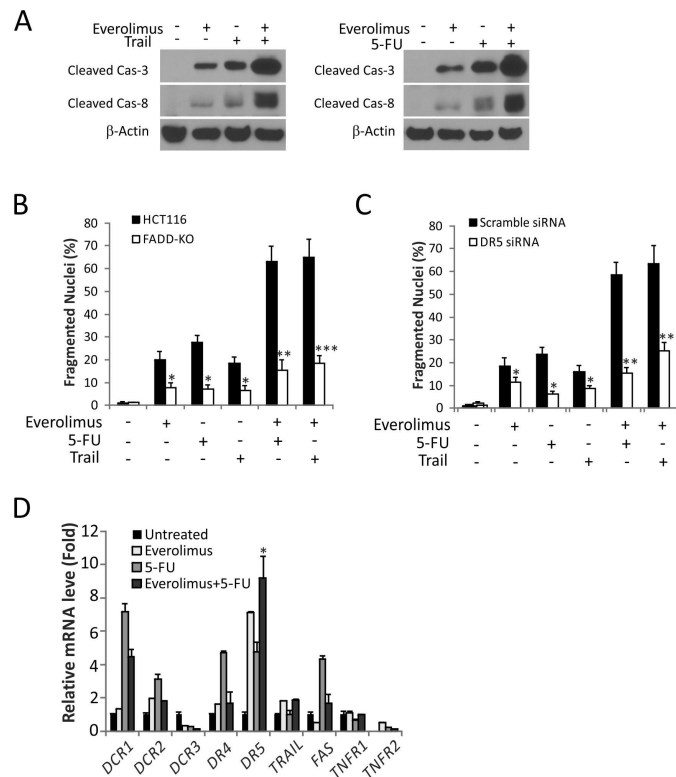 A
Everolimus - + - +
Trail - - + +
Cleaved Cas-3
Cleaved Cas-8
β-Actin
Everolimus - + - +
5-FU - - + +
Cleaved Cas-3
Cleaved Cas-8
β-Actin
B
HCT116
FADD-KO
Fragmented Nuclei (%)
80
70
60
50
40
30
20
10
0
* * * ** ***
Everolimus - + - - + +
5-FU - - + - + -
Trail - - - + - +
C
Scramble siRNA
DR5 siRNA
Fragmented Nuclei (%)
80
70
60
50
40
30
20
10
0
* * * ** **
Everolimus - + - - + +
5-FU - - + - + -
Trail - - - + - +
D
Untreated
Everolimus
5-FU
Everolimus+5-FU
Relative mRNA leve (Fold)
12
10
8
6
4
2
0
*
DCR1 DCR2 DCR3 DR4 DR5 TRAIL FAS TNFR1 TNFR2